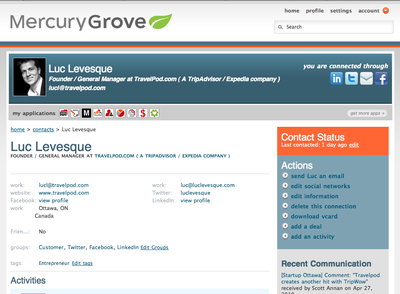 home profile settings account
MercuryGrove
Search
Luc Levesque
Founder / General Manager at TravelPod.com ( A TripAdvisor / Expedia company )
lucl@travelpod.com
you are connected through
my applications
get more apps
home > contacts > Luc Levesque
Luc Levesque
FOUNDER / GENERAL MANAGER AT TRAVELPOD.COM ( A TRIPADVISOR / EXPEDIA COMPANY )
work: lucl@travelpod.com work: luc@luclevesque.com
website: www.travelpod.com Twitter: luclevesque
Facebook: view profile LinkedIn: view profile
work Ottawa, ON
Canada
Frien...: No
groups: Customer, Twitter, Facebook, LinkedIn Edit Groups
tags: Entrepreneur Edit tags
Activities
Contact Status
Last contacted: 1 day ago edit
Actions
send Luc an email
edit social networks
edit information
delete this connection
download vcard
add a deal
add an activity
Recent Communication
[Startup Ottawa] Comment: "Travelpod
creates another hit with TripWow"
received by Scott Annan on Apr 27,